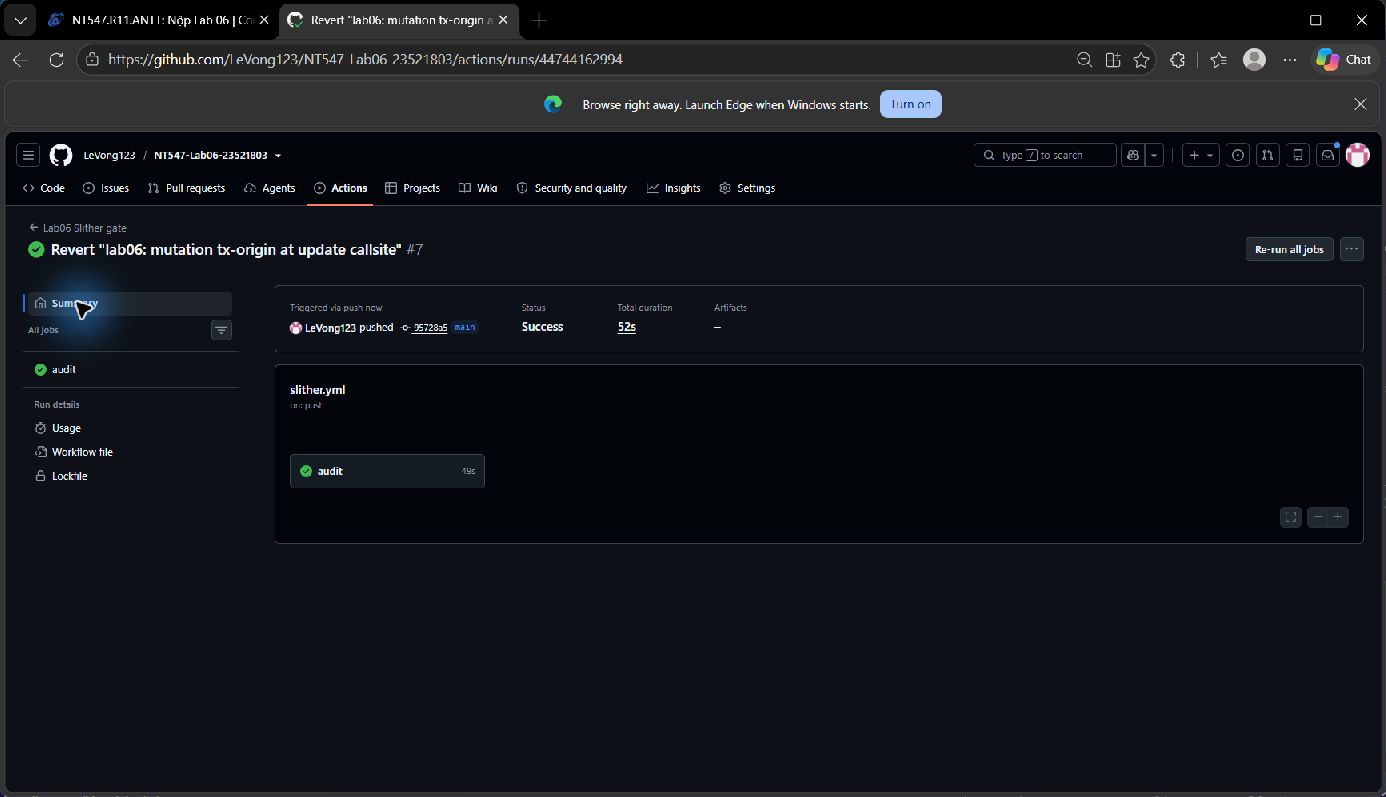 NT547.R11.ANTT: Nộp Lab 06 | Co
Revert "lab06: mutation tx-origin a
https://github.com/LeVong123/NT547-Lab06-23521803/actions/runs/44744162994
Chat
Browse right away. Launch Edge when Windows starts.
Turn on
LeVong123 / NT547-Lab06-23521803
Type / to search
Code
Issues
Pull requests
Agents
Actions
Projects
Wiki
Security and quality
Insights
Settings
Lab06 Slither gate
Revert "lab06: mutation tx-origin at update callsite" #7
Re-run all jobs
Summary
All jobs
audit
Run details
Usage
Workflow file
Lockfile
Triggered via push now
LeVong123 pushed 95728a5 main
Status
Success
Total duration
52s
Artifacts
–
slither.yml
on: push
audit
49s